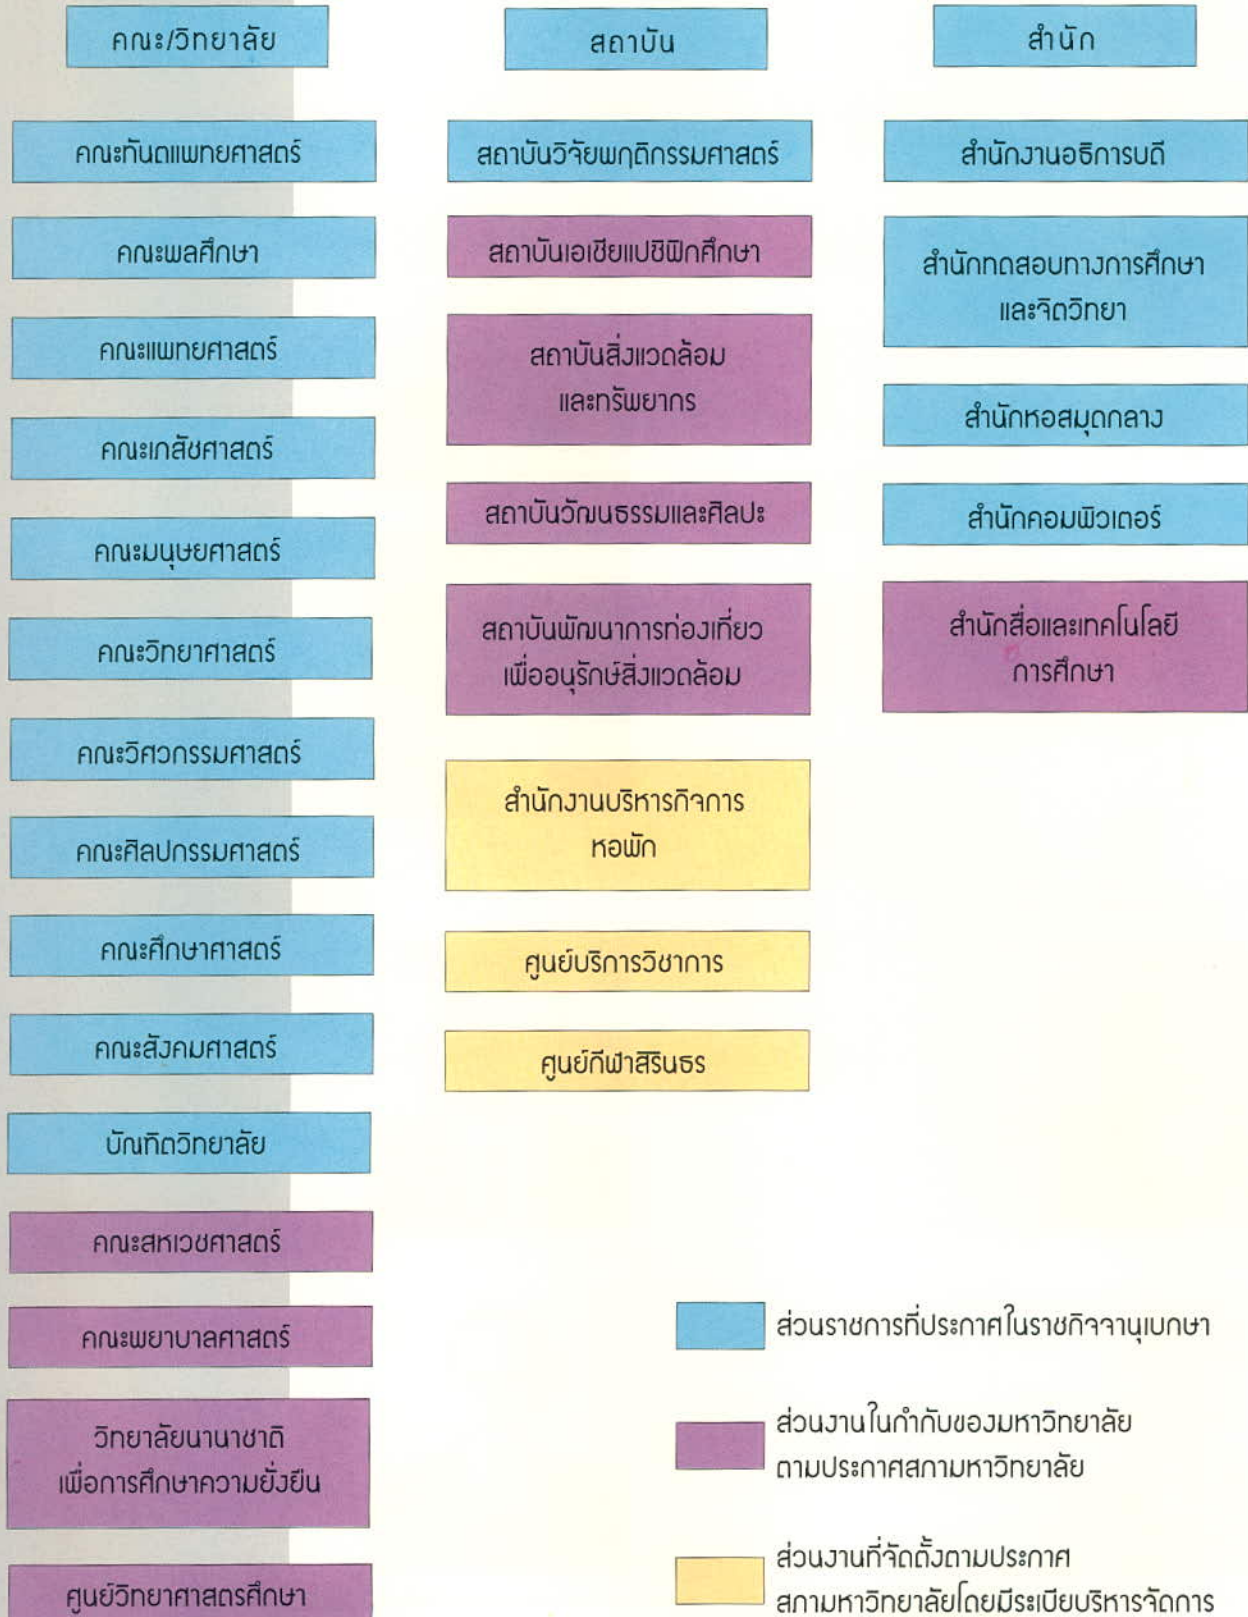 คณะ/วิทยาลัย
คณะทันตแพทยศาสตร์
คณะพลศึกษา
คณะแพทยศาสตร์
คณะเภสัชศาสตร์
คณะมนุษยศาสตร์
คณะวิทยาศาสตร์
คณะวิศวกรรมศาสตร์
คณะศิลปกรรมศาสตร์
คณะศึกษาศาสตร์
คณะสังคมศาสตร์
บัณฑิตวิทยาลัย
คณะสหเวชศาสตร์
คณะพยาบาลศาสตร์
วิทยาลัยนานาชาติ
เพื่อการศึกษาความยั่งยืน
ศูนย์วิทยาศาสตรศึกษา
สถาบัน
สถาบันวิจัยพฤติกรรมศาสตร์
สถาบันเอเชียแปซิฟิกศึกษา
สถาบันสิ่งแวดล้อม
และทรัพยากร
สถาบันวัฒนธรรมและศิลปะ
สถาบันพัฒนาการท่องเที่ยว
เพื่ออนุรักษ์สิ่งแวดล้อม
สำนักงานบริหารกิจการ
หอพัก
ศูนย์บริการวิชาการ
ศูนย์กีฬาสิรินธร
สำนัก
สำนักงานอธิการบดี
สำนักทดสอบทางการศึกษา
และจิตวิทยา
สำนักหอสมุดกลาง
สำนักคอมพิวเตอร์
สำนักสื่อและเทคโนโลยี
การศึกษา
ส่วนราชการที่ประกาศในราชกิจจานุเบกษา
ส่วนงานในกำกับของมหาวิทยาลัย
ตามประกาศสภามหาวิทยาลัย
ส่วนงานที่จัดตั้งตามประกาศ
สภามหาวิทยาลัยโดยมีระเบียบบริหารจัดการ